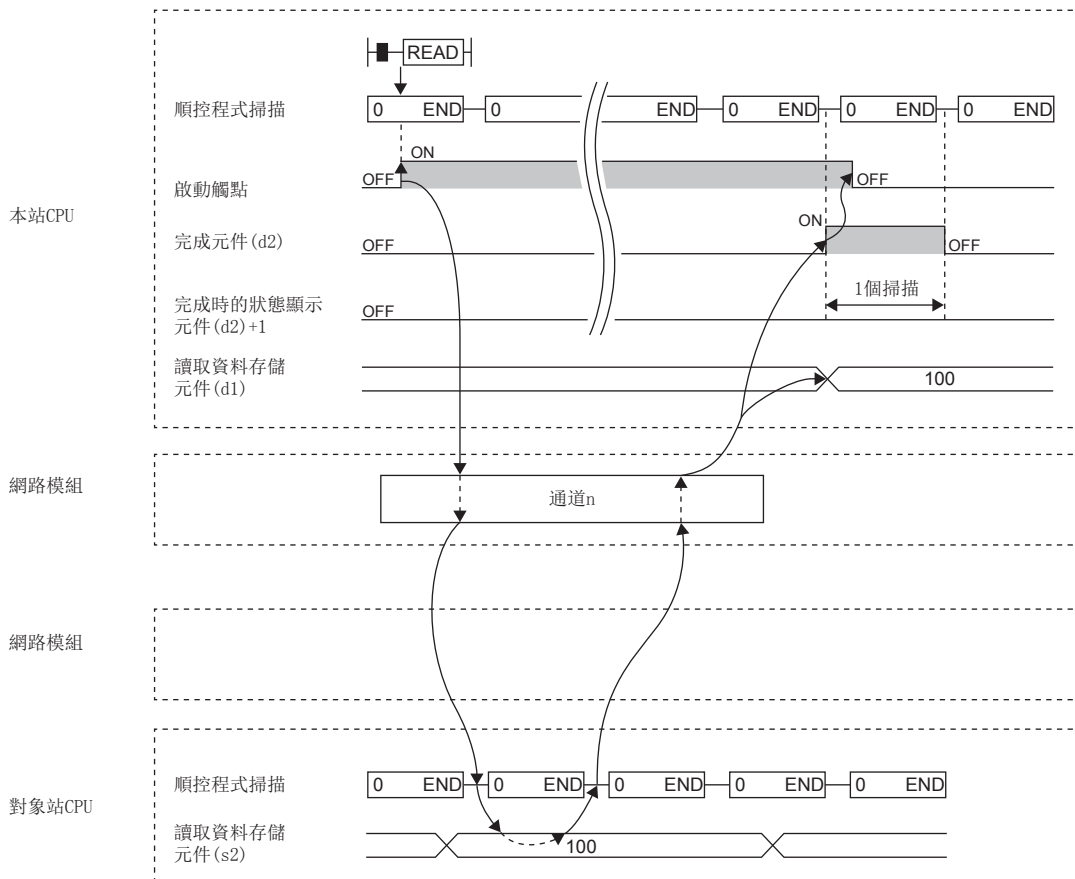 READ
順控程式掃描
0 END 0 END 0 END 0 END 0 END
ON
啟動觸點
OFF
OFF
本站CPU
ON
完成元件(d2)
OFF
OFF
1個掃描
完成時的狀態顯示
元件(d2)+1
OFF
讀取資料存儲
元件(d1)
100
網路模組
通道n
網路模組
順控程式掃描
0 END 0 END 0 END 0 END 0 END
對象站CPU
讀取資料存儲
元件(s2)
100